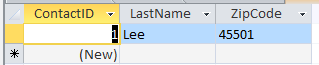 ContactID LastName ZipCode
1 Lee 45501
* (New)